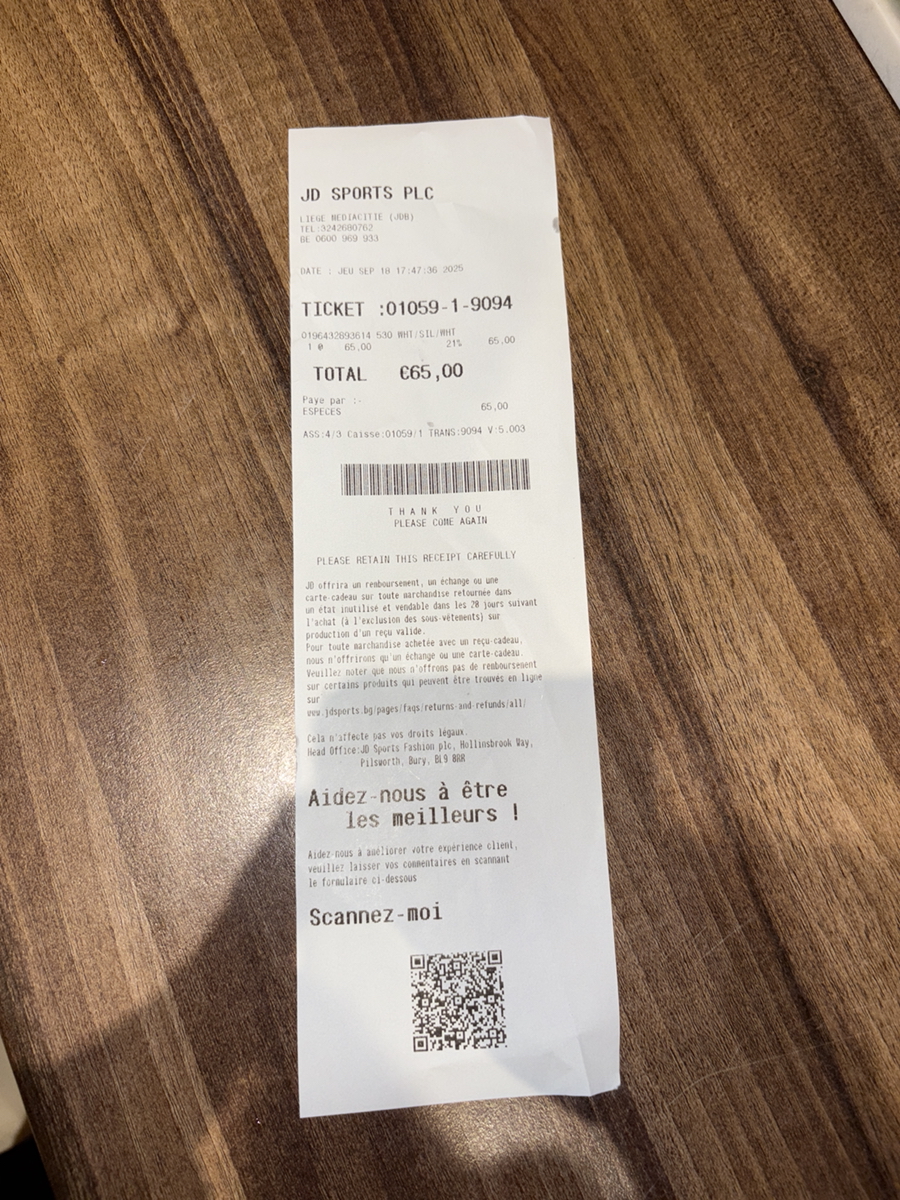 JD SPORTS PLC
LIEGE MEDIACITIE (JDB)
TEL:3242680762
BE 0600 969 933
DATE : JEU SEP 18 17:47:36 2025
TICKET :01059-1-9094
0196432893614 530 WHT/SIL/WHT
1 @ 65,00 21% 65.00
TOTAL €65,00
Paye par :-
ESPECES 65,00
ASS:4/3 Caisse:01059/1 TRANS:9094 V:5.003
THANK YOU
PLEASE COME AGAIN
PLEASE RETAIN THIS RECEIPT CAREFULLY
JD offrira un remboursement, un échange ou une
carte-cadeau sur toute marchandise retournée dans
un état inutilisé et vendable dans les 28 jours suivant
l'achat (à l'exclusion des sous-vêtements) sur
production d'un reçu valide.
Pour toute marchandise achetée avec un reçu-cadeau,
nous n'offrirons qu'un échange ou une carte-cadeau.
Veuillez noter que nous n'offrons pas de remboursement
sur certains produits qui peuvent être trouvés en ligne
sur
www.jdsports.bg/pages/faqs/returns-and-refunds/all/
Cela n'affecte pas vos droits légaux.
Head Office:JD Sports Fashion plc, Hollinsbrook Way,
Pilsworth, Bury, BL9 8RR
Aidez-nous à être
les meilleurs !
Aidez-nous à améliorer votre expérience client,
veuillez laisser vos commentaires en scannant
le formulaire ci-dessous
Scannez-moi